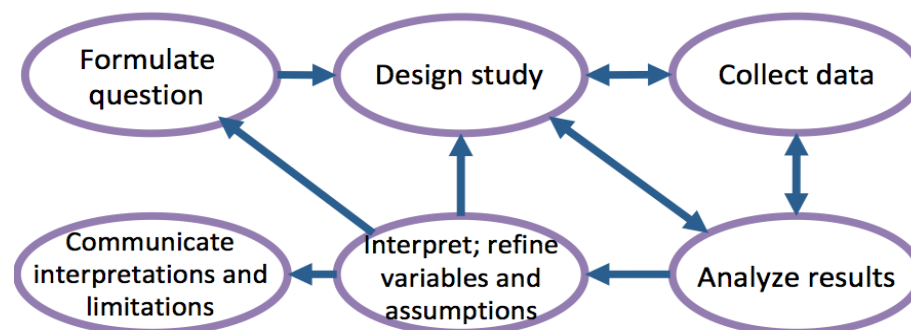 Formulate
question
Design study
Collect data
Communicate
interpretations and
limitations
Interpret; refine
variables and
assumptions
Analyze results